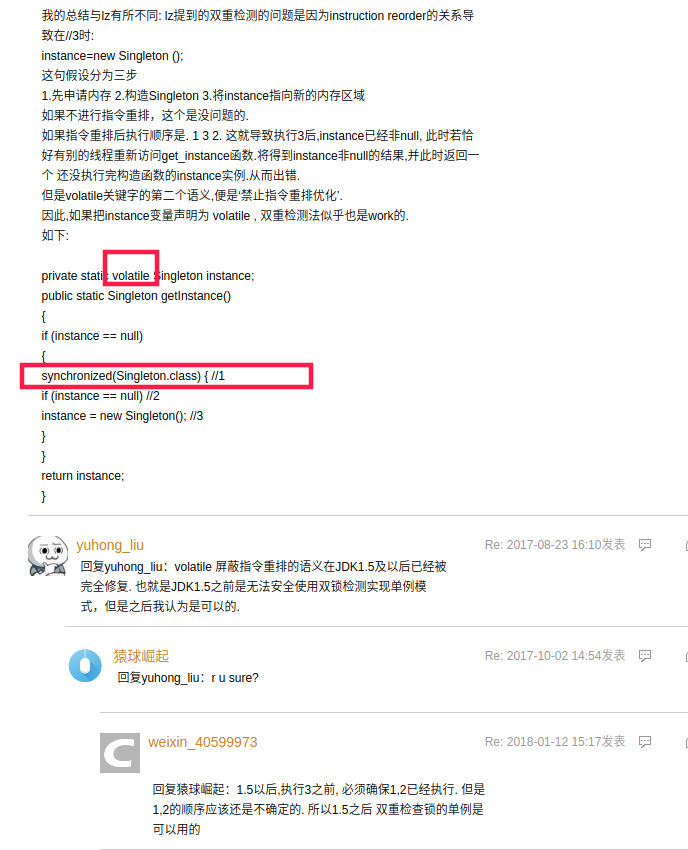 我的总结与lz有所不同: lz提到的双重检测的问题是因为instruction reorder的关系导
致在//3时:
instance=new Singleton ();
这句假设分为三步
1.先申请内存 2.构造Singleton 3.将instance指向新的内存区域
如果不进行指令重排，这个是没问题的.
如果指令重排后执行顺序是. 1 3 2. 这就导致执行3后,instance已经非null, 此时若恰
好有别的线程重新访问get_instance函数.将得到instance非null的结果,并此时返回一
个 还没执行完构造函数的instance实例.从而出错.
但是volatile关键字的第二个语义,便是‘禁止指令重排优化’.
因此,如果把instance变量声明为 volatile , 双重检测法似乎也是work的.
如下:
private static volatile Singleton instance;
public static Singleton getInstance()
{
if (instance == null)
{
synchronized(Singleton.class) { //1
if (instance == null) //2
instance = new Singleton(); //3
}
}
return instance;
}
yuhong_liu
Re: 2017-08-23 16:10发表
回复yuhong_liu：volatile 屏蔽指令重排的语义在JDK1.5及以后已经被
完全修复. 也就是JDK1.5之前是无法安全使用双锁检测实现单例模
式，但是之后我认为是可以的.
猿球崛起
Re: 2017-10-02 14:54发表
回复yuhong_liu：r u sure?
weixin_40599973
Re: 2018-01-12 15:17发表
回复猿球崛起：1.5以后,执行3之前, 必须确保1,2已经执行. 但是
1,2的顺序应该还是不确定的. 所以1.5之后 双重检查锁的单例是
可以用的